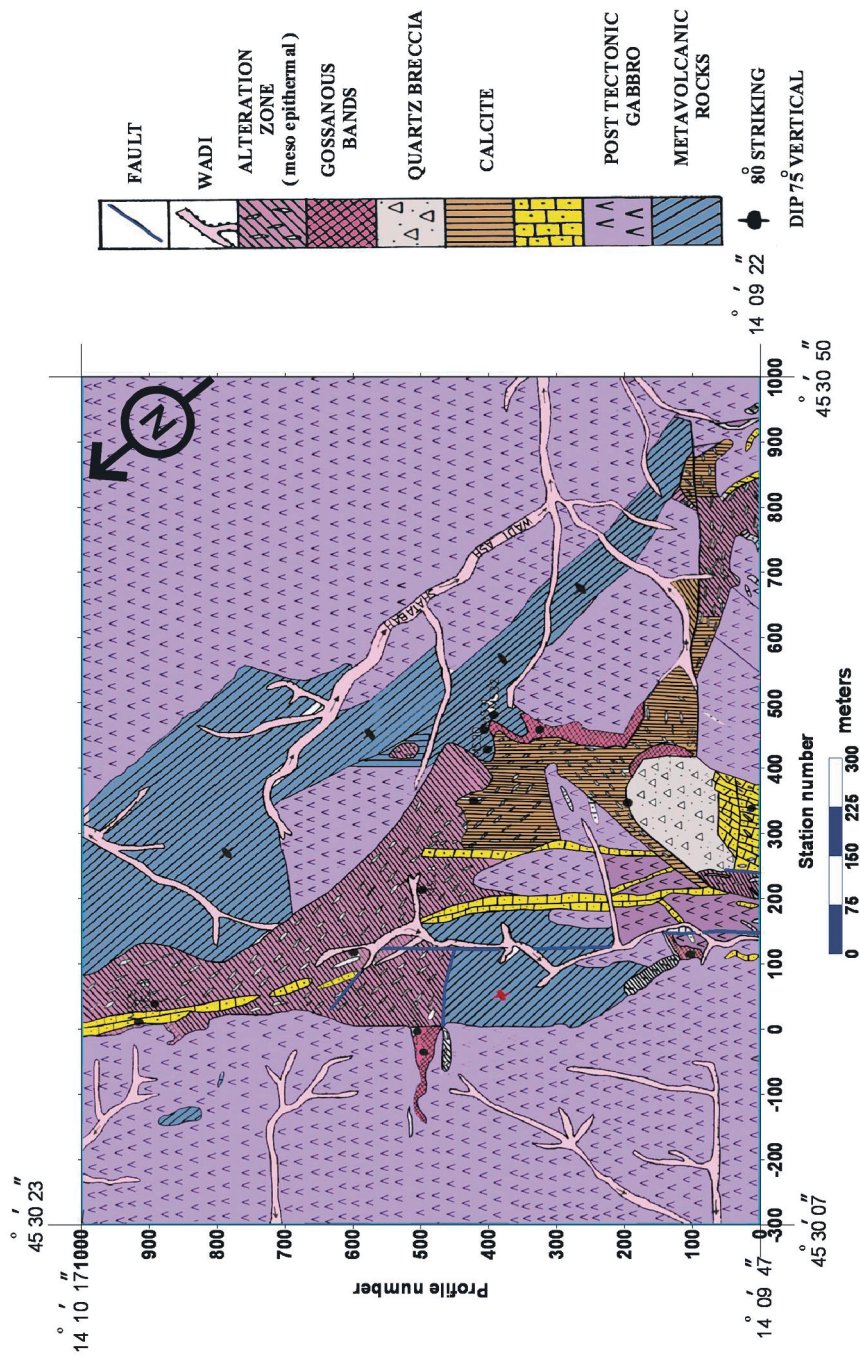 FAULT
WADI
ALTERATION
ZONE
( meso epithermal )
GOSSANOUS
BANDS
QUARTZ BRECCIA
CALCITE
POST TECTONIC
GABBRO
METAVOLCANIC
ROCKS
80° STRIKING
DIP 75° VERTICAL
N
45° 30' 23"
14° 10' 17"
14° 09' 22"
45° 30' 50"
14° 09' 47"
45° 30' 07"
Profile number
1000
900
800
700
600
500
400
300
200
100
0
-300
-200
-100
0
100
200
300
400
500
600
700
800
900
1000
Station number
0 75 150 225 300 meters
WADI ASH